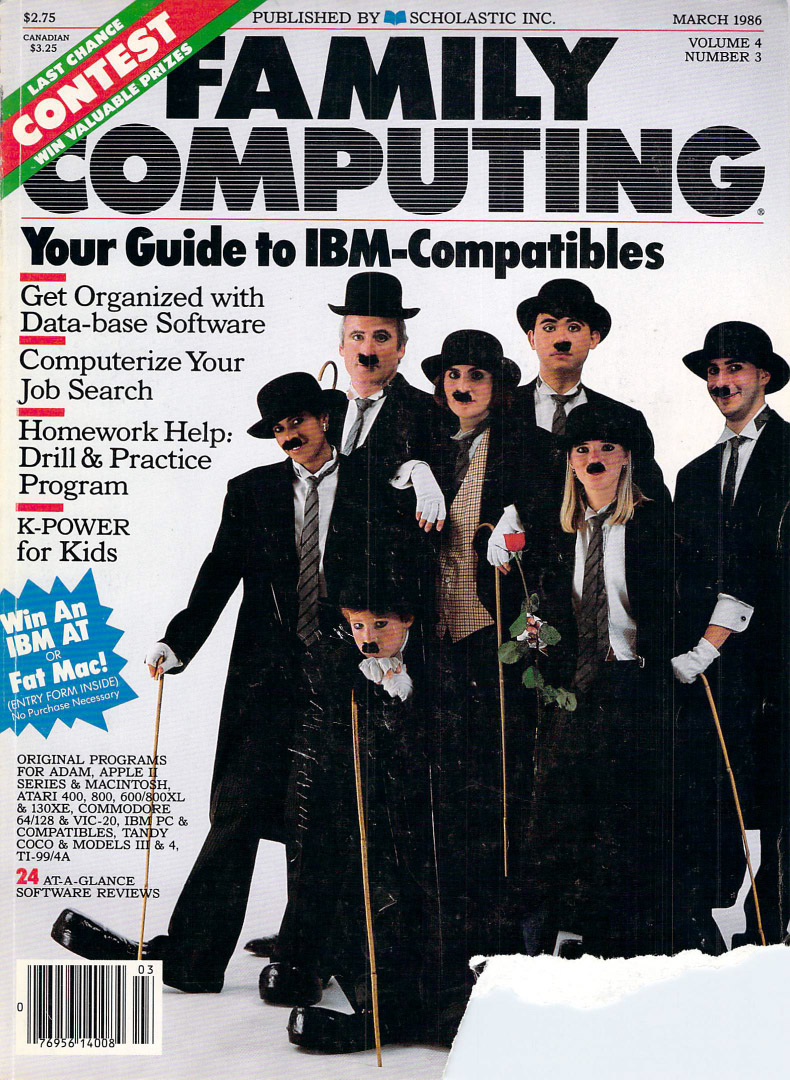 $2.75
CANADIAN
$3.25
LAST CHANCE
CONTEST
WIN VALUABLE PRIZES
PUBLISHED BY SCHOLASTIC INC.
MARCH 1986
VOLUME 4
NUMBER 3
FAMILY
COMPUTING®
Your Guide to IBM-Compatibles
Get Organized with
Data-base Software
Computerize Your
Job Search
Homework Help:
Drill & Practice
Program
K-POWER
for Kids
Win An
IBM AT
OR
Fat Mac!
(ENTRY FORM INSIDE)
No Purchase Necessary
ORIGINAL PROGRAMS
FOR ADAM, APPLE II
SERIES & MACINTOSH,
ATARI 400, 800, 600/800XL
& 130XE, COMMODORE
64/128 & VIC-20, IBM PC &
COMPATIBLES, TANDY
COCO & MODELS III & 4,
TI-99/4A
24 AT-A-GLANCE
SOFTWARE REVIEWS
03
0
76956 14008